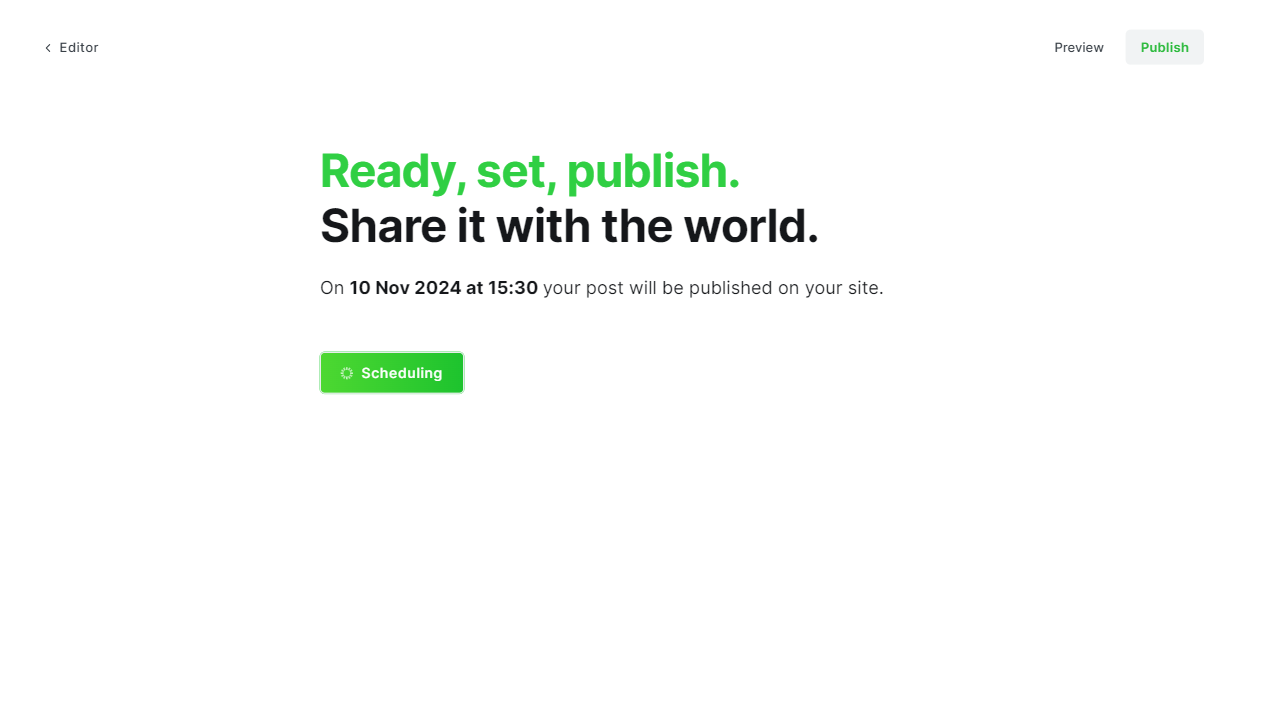 Editor
Preview
Publish
Ready, set, publish.
Share it with the world.
On 10 Nov 2024 at 15:30 your post will be published on your site.
Scheduling